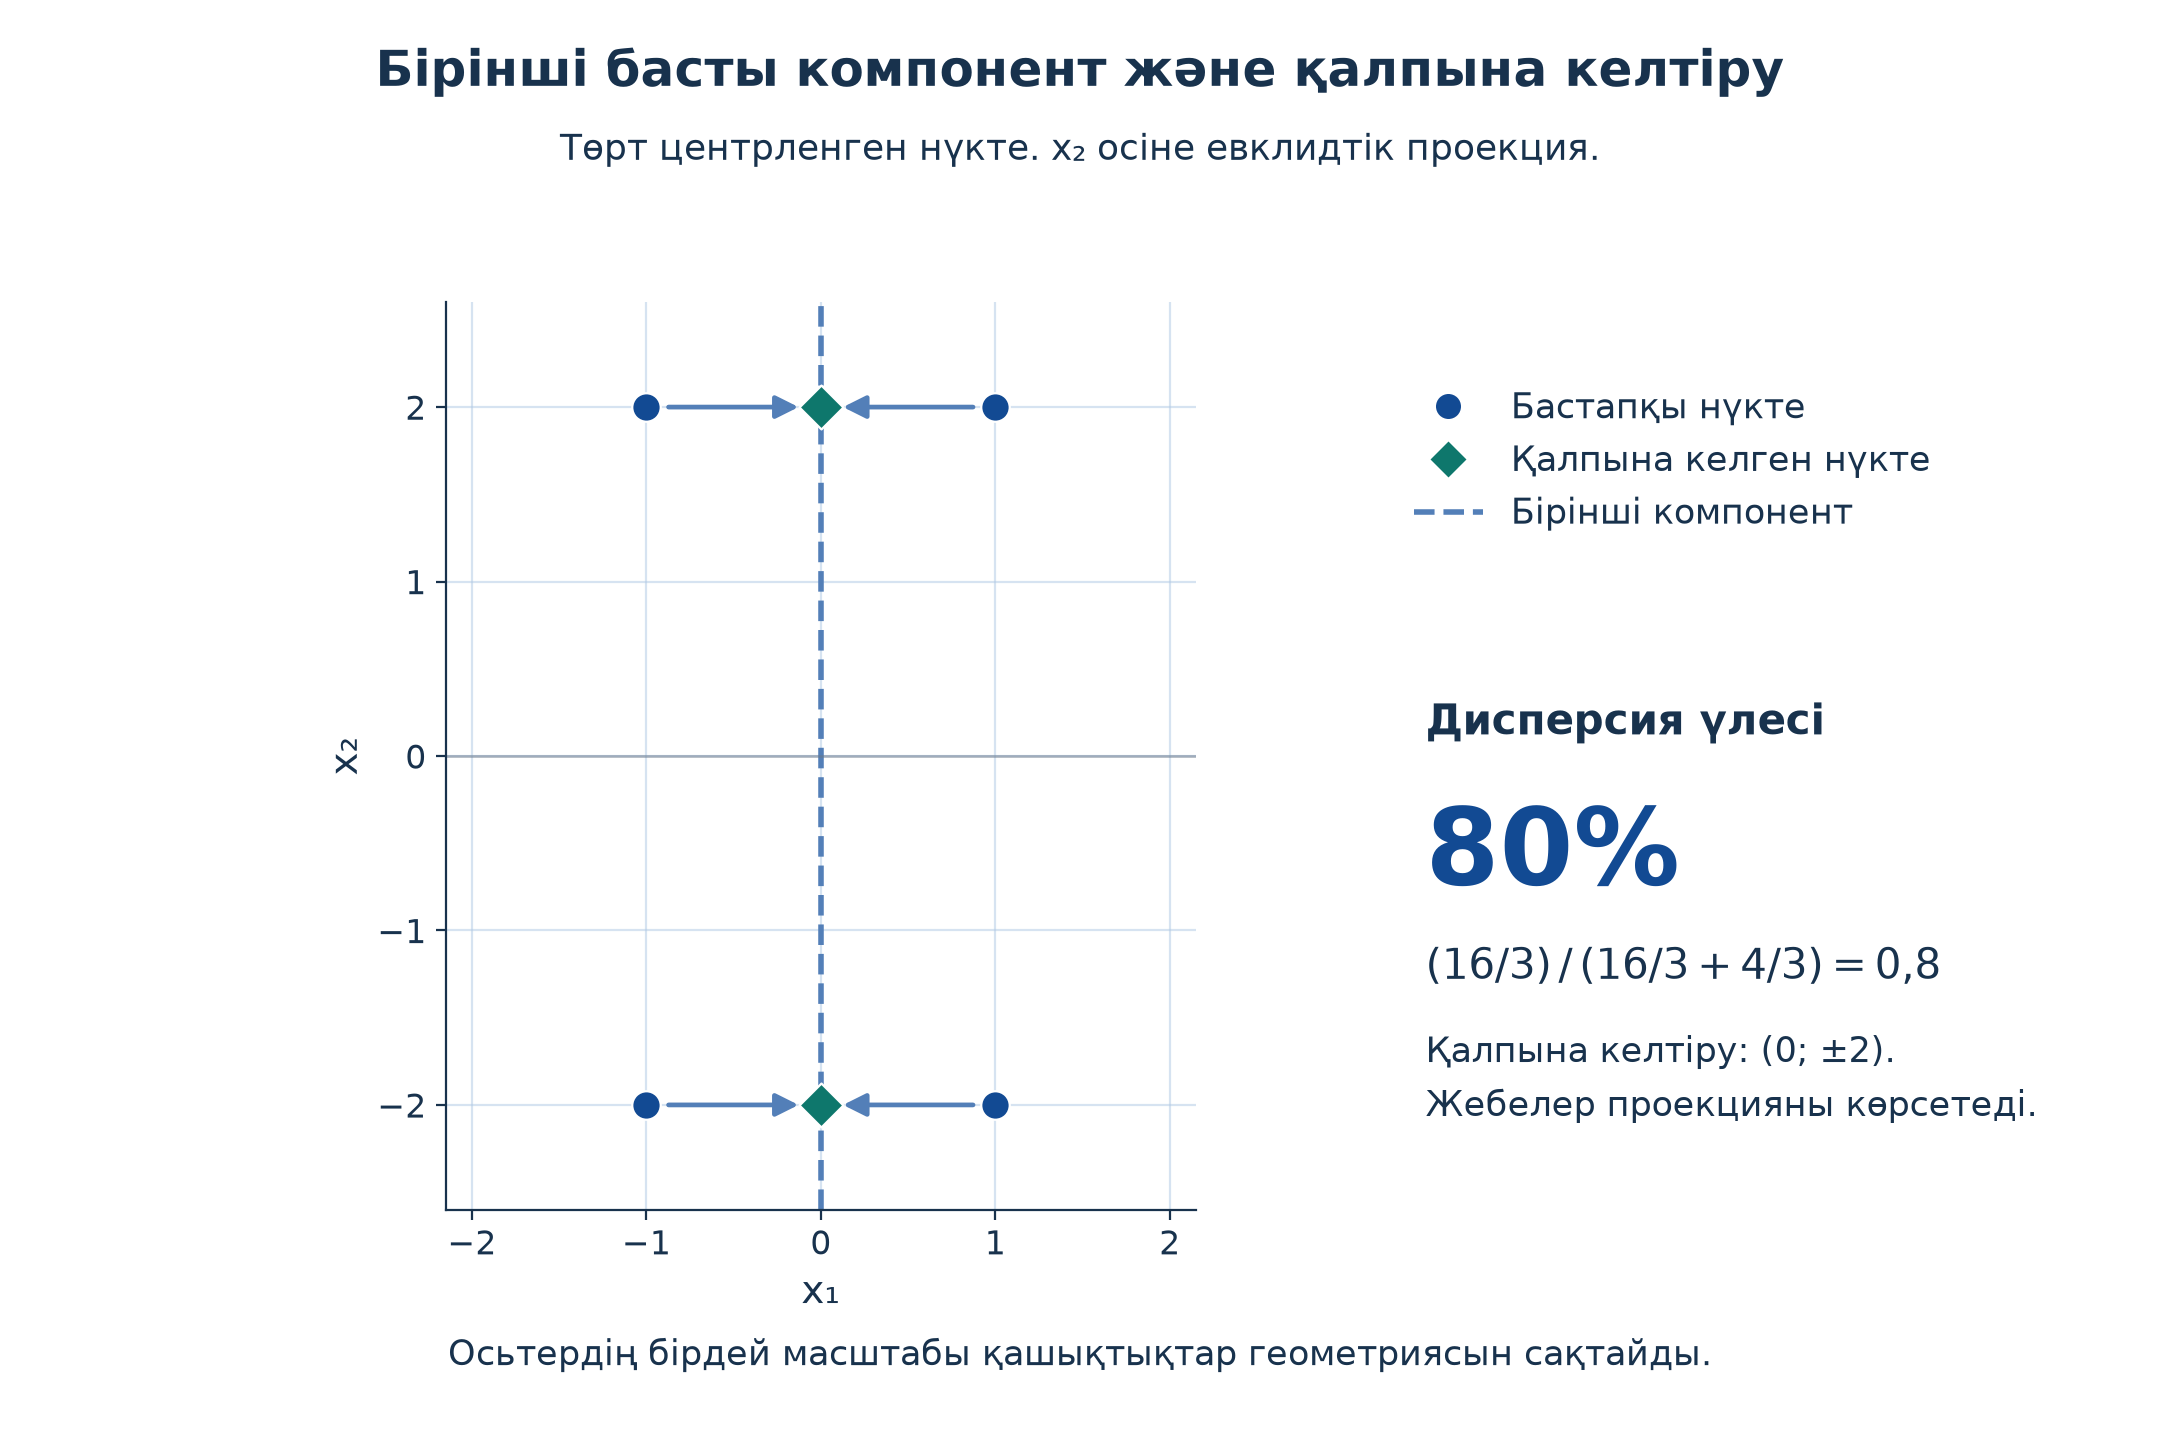 Бірінші басты компонент және қалпына келтіру
Төрт центрленген нүкте. x₂ осіне евклидтік проекция.
x₂
2
1
0
−1
−2
−2
−1
0
1
2
x₁
Бастапқы нүкте
Қалпына келген нүкте
Бірінші компонент
Дисперсия үлесі
80%
(16/3) / (16/3 + 4/3) = 0,8
Қалпына келтіру: (0; ±2).
Жебелер проекцияны көрсетеді.
Осьтердің бірдей масштабы қашықтықтар геометриясын сақтайды.